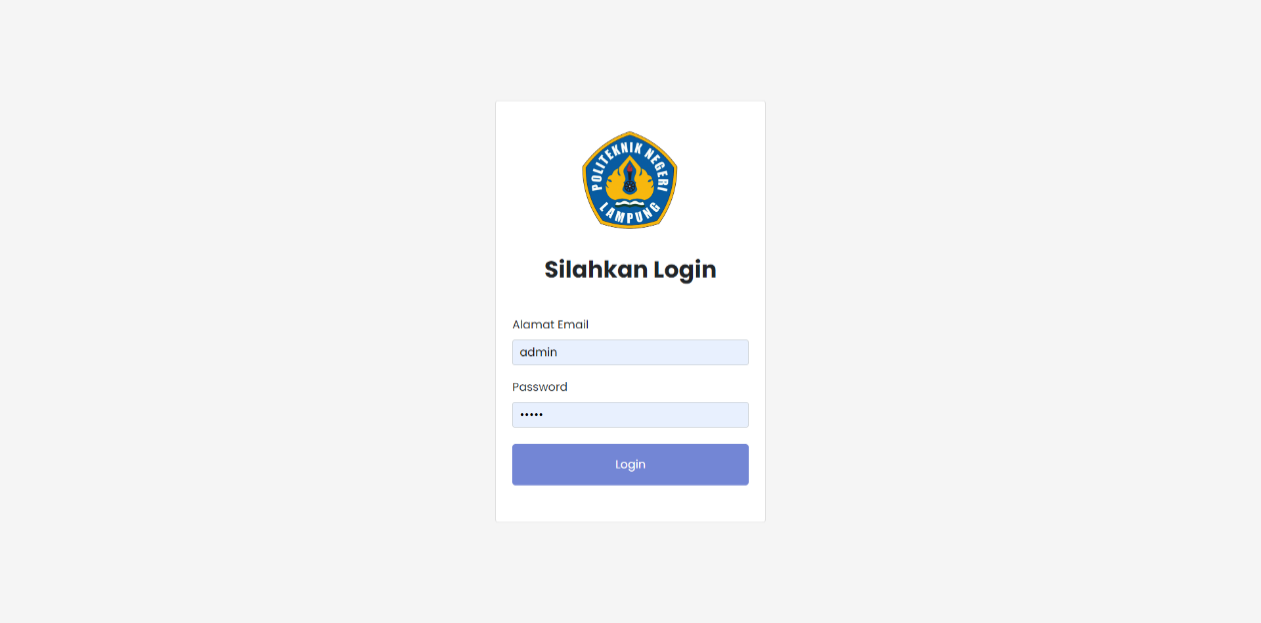 POLITEKNIK NEGERI
LAMPUNG
Silahkan Login
Alamat Email
admin
Password
•••••
Login